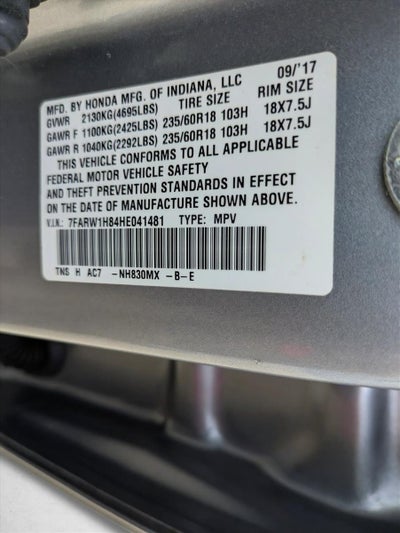 MFD. BY HONDA MFG. OF INDIANA, LLC 09/'17
GVWR 2130KG(4695LBS) TIRE SIZE RIM SIZE
GAWR F 1100KG(2425LBS) 235/60R18 103H 18X7.5J
GAWR R 1040KG(2292LBS) 235/60R18 103H 18X7.5J
THIS VEHICLE CONFORMS TO ALL APPLICABLE
FEDERAL MOTOR VEHICLE SAFETY
AND THEFT PREVENTION STANDARDS IN EFFECT
ON THE DATE OF MANUFACTURE SHOWN ABOVE.
V.I.N.: 7FARW1H84HE041481 TYPE: MPV
TNS H AC7 -NH830MX -B-E